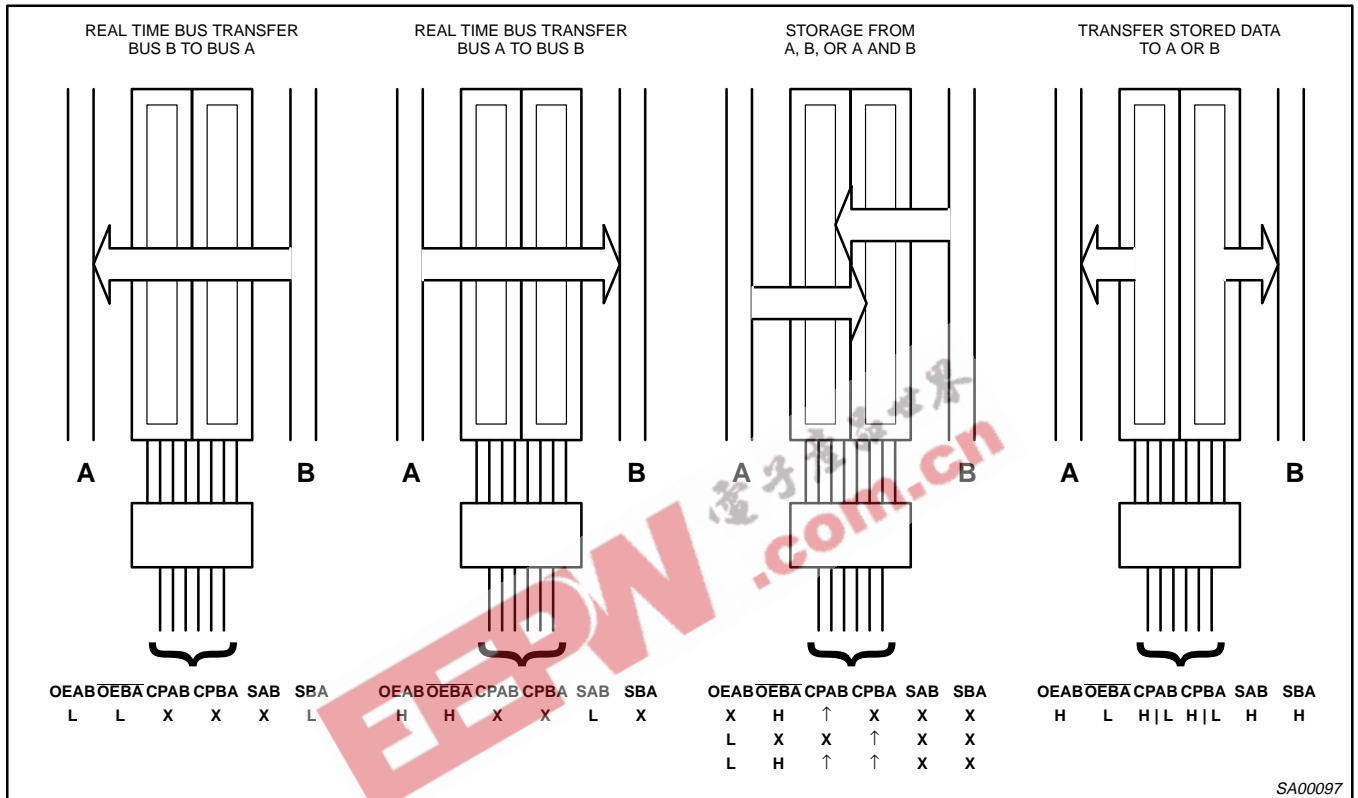 REAL TIME BUS TRANSFER
BUS B TO BUS A
REAL TIME BUS TRANSFER
BUS A TO BUS B
STORAGE FROM
A, B, OR A AND B
TRANSFER STORED DATA
TO A OR B
A B
A B
A B
A B
OEAB OEBA CPAB CPBA SAB SBA
L L X X X L
OEAB OEBA CPAB CPBA SAB SBA
H H X X L X
OEAB OEBA CPAB CPBA SAB SBA
X H ↑ X X X
L X X ↑ X X
L H ↑ ↑ X X
OEAB OEBA CPAB CPBA SAB SBA
H L H | L H | L H H
SA00097
電子產品世界
EEPW.com.cn